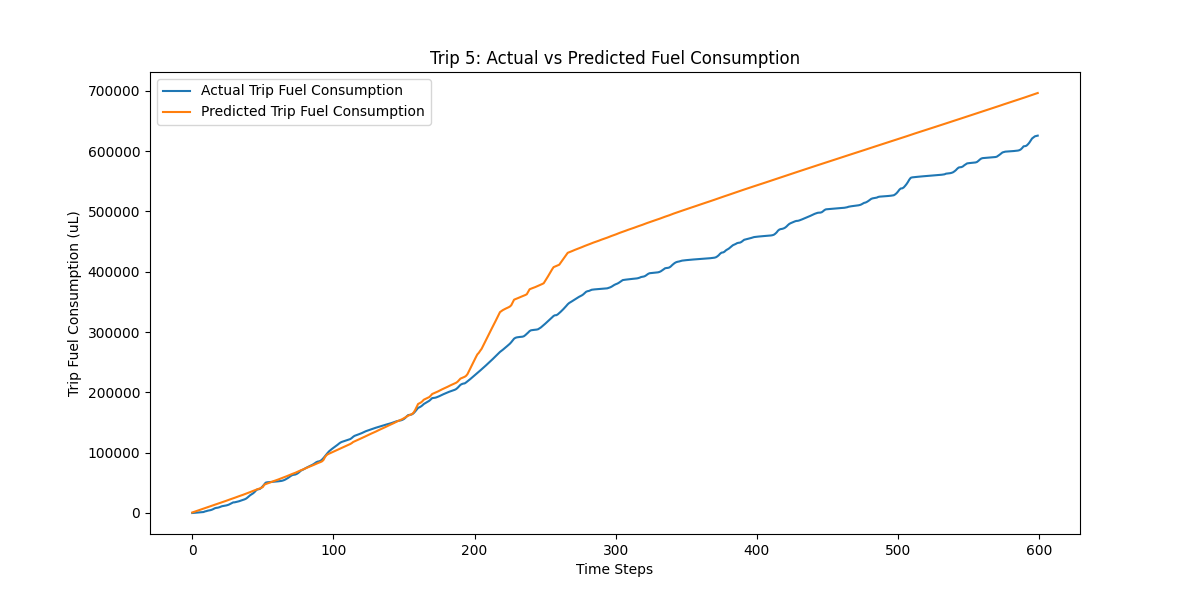 Trip 5: Actual vs Predicted Fuel Consumption
Actual Trip Fuel Consumption
Predicted Trip Fuel Consumption
Trip Fuel Consumption (uL)
700000
600000
500000
400000
300000
200000
100000
0
0 100 200 300 400 500 600
Time Steps